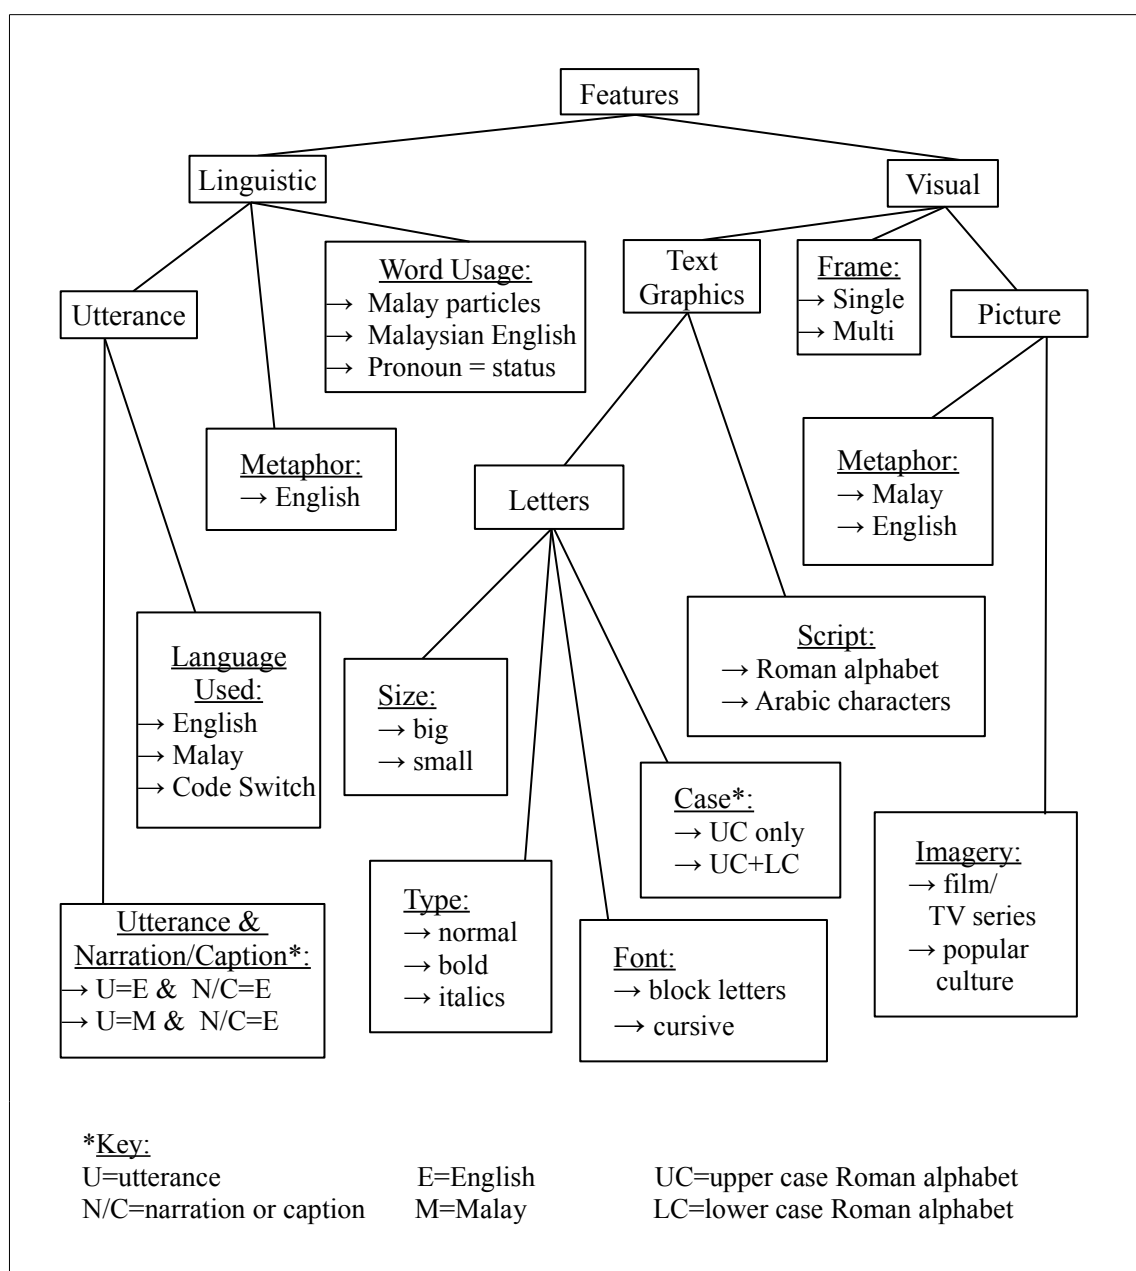 Features
Linguistic
Visual
Utterance
Word Usage:
→ Malay particles
→ Malaysian English
→ Pronoun = status
Text
Graphics
Frame:
→ Single
→ Multi
Picture
Metaphor:
→ English
Letters
Metaphor:
→ Malay
→ English
Language
Used:
→ English
→ Malay
→ Code Switch
Size:
→ big
→ small
Script:
→ Roman alphabet
→ Arabic characters
Case*:
→ UC only
→ UC+LC
Imagery:
→ film/
TV series
→ popular
culture
Utterance &
Narration/Caption*:
→ U=E & N/C=E
→ U=M & N/C=E
Type:
→ normal
→ bold
→ italics
Font:
→ block letters
→ cursive
*Key:
U=utterance E=English UC=upper case Roman alphabet
N/C=narration or caption M=Malay LC=lower case Roman alphabet